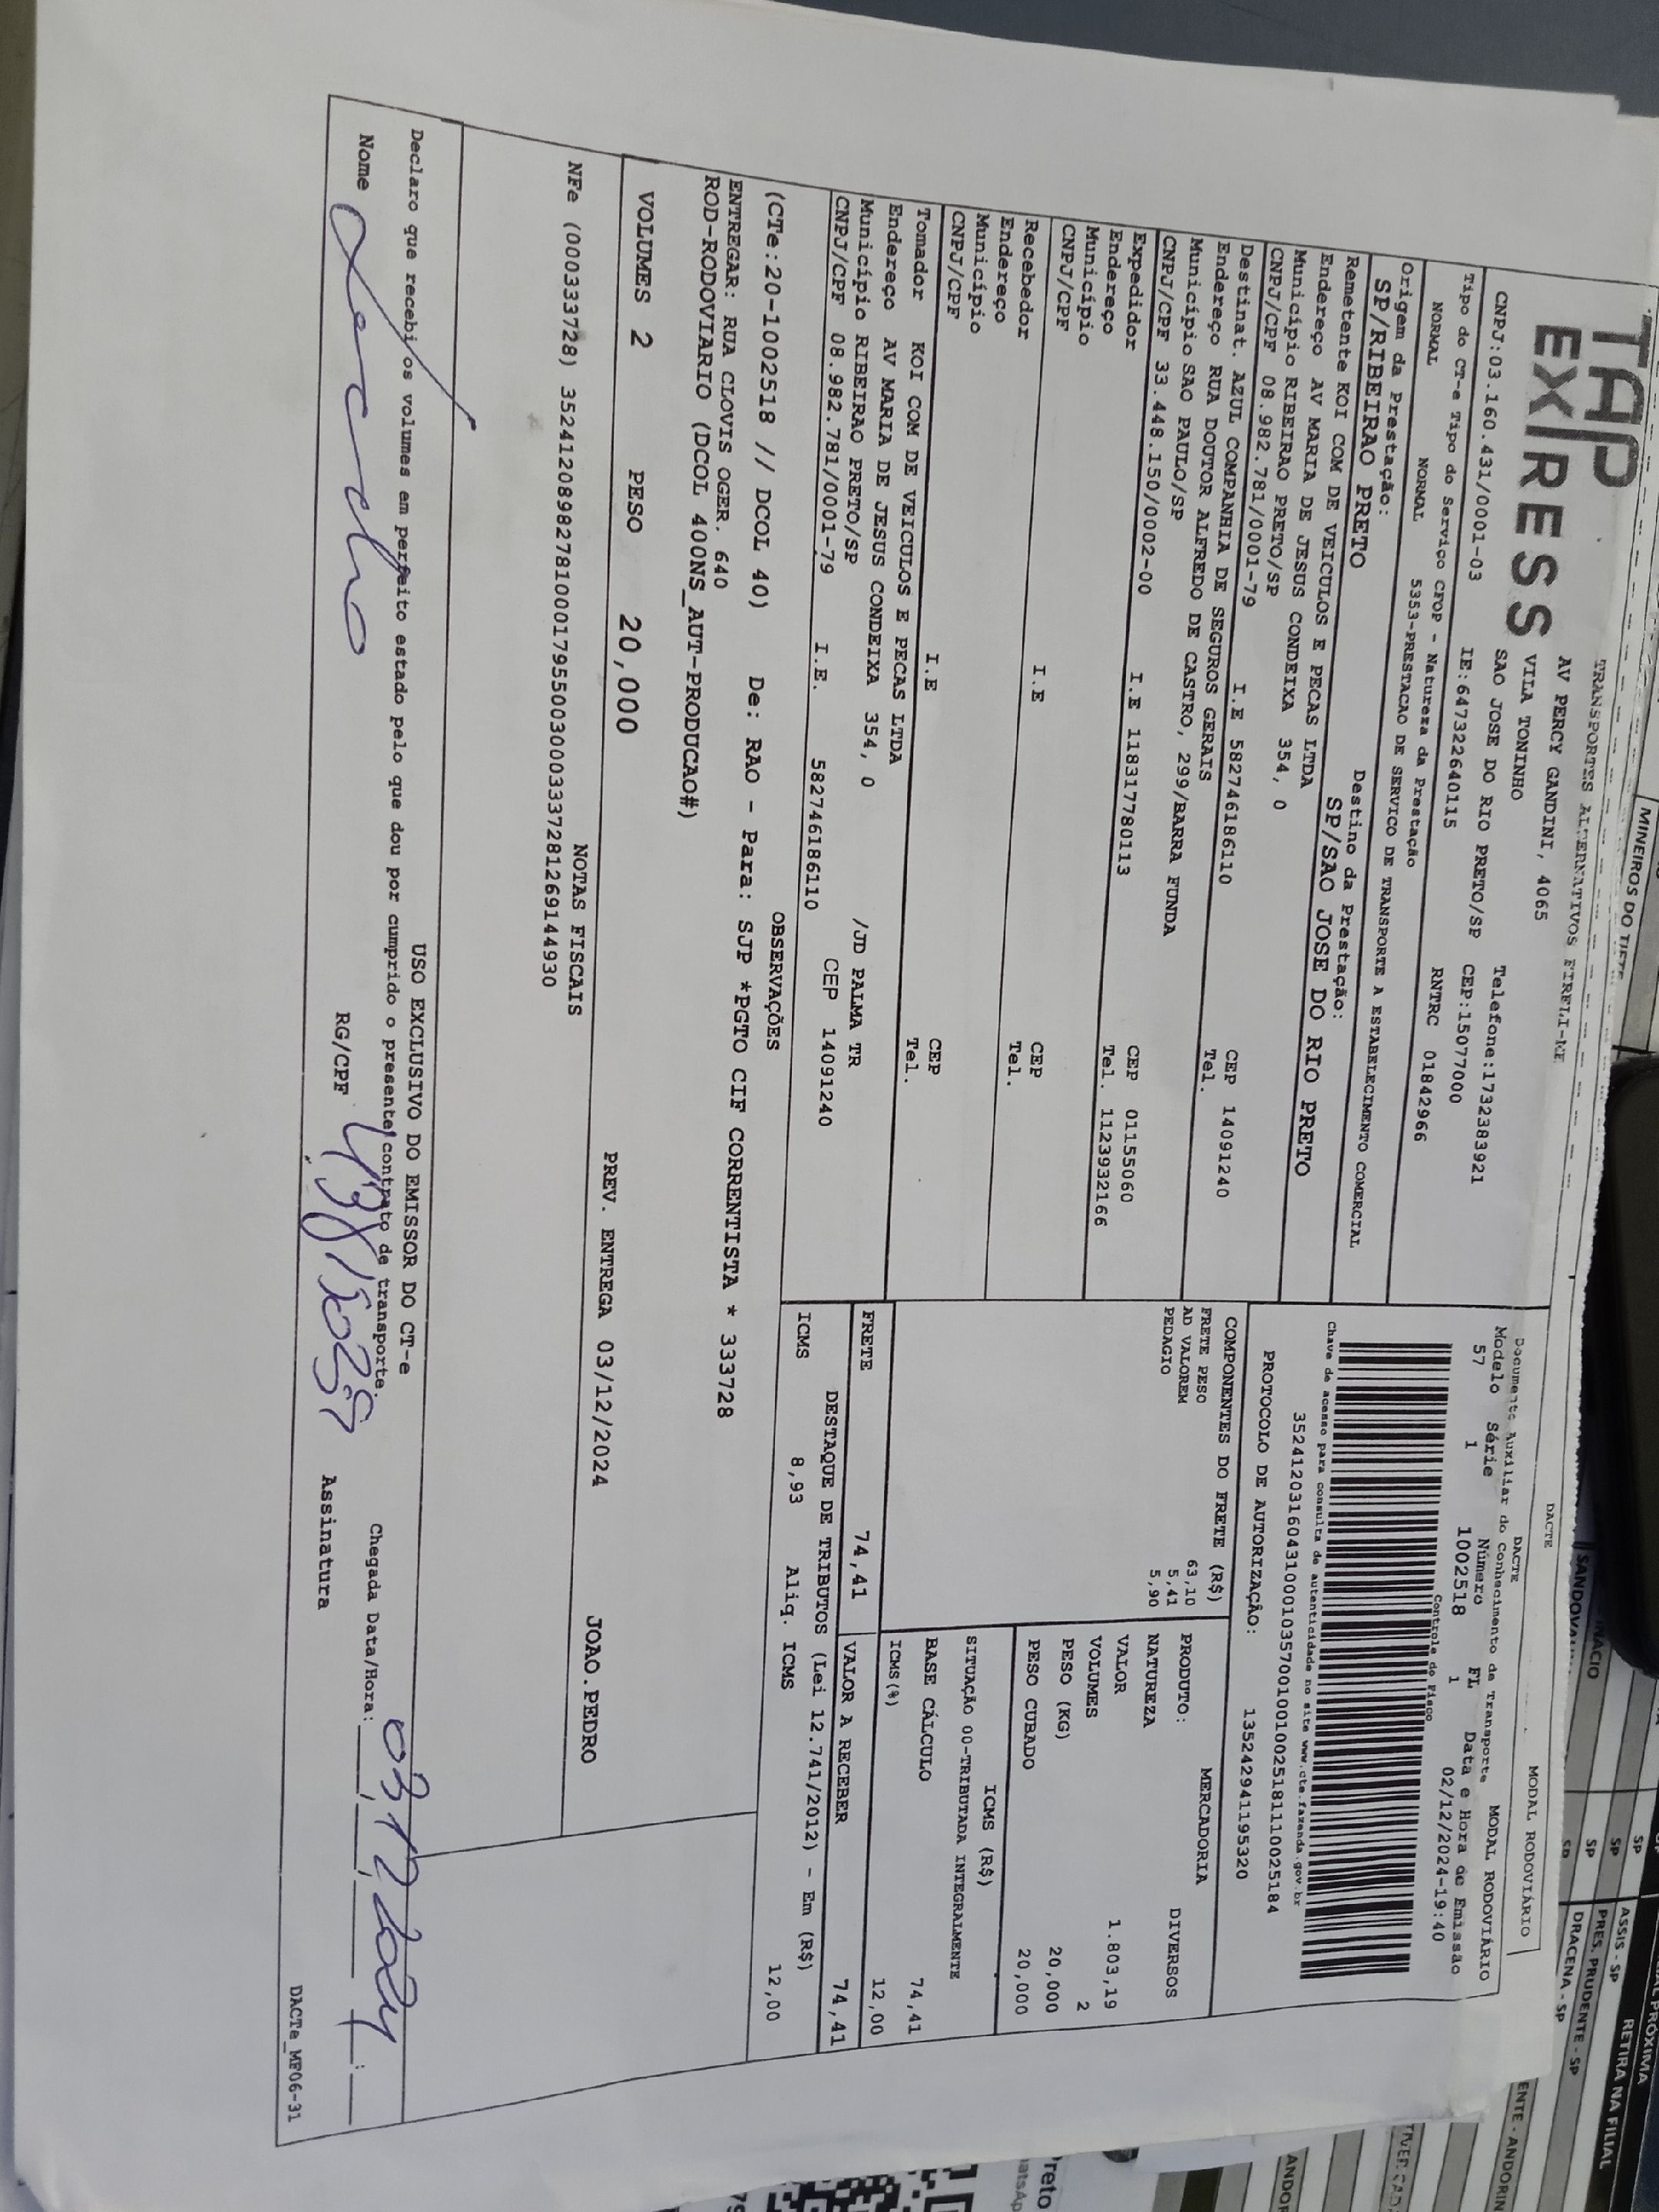 TAP
EXPRESS
TRANSPORTES ALTERNATIVOS EIRELI-ME
AV PERCY GANDINI, 4065
VILA TONINHO
SAO JOSE DO RIO PRETO/SP
Telefone:1732383921
CNPJ:03.160.431/0001-03 IE:647322640115 CEP:15077000
Tipo do CT-e Tipo do Serviço CFOP - Natureza da Prestação RNTRC 01842966
NORMAL NORMAL 5353-PRESTACAO DE SERVICO DE TRANSPORTE A ESTABELECIMENTO COMERCIAL
Origem da Prestação: Destino da Prestação:
SP/RIBEIRAO PRETO SP/SAO JOSE DO RIO PRETO
Remetente KOI COM DE VEICULOS E PECAS LTDA
Endereço AV MARIA DE JESUS CONDEIXA 354, 0
Município RIBEIRAO PRETO/SP CEP 14091240
CNPJ/CPF 08.982.781/0001-79 I.E 582746186110 Tel.
Destinat. AZUL COMPANHIA DE SEGUROS GERAIS
Endereço RUA DOUTOR ALFREDO DE CASTRO, 299/BARRA FUNDA
Município SAO PAULO/SP CEP 01155060
CNPJ/CPF 33.448.150/0002-00 I.E 118317780113 Tel. 1123932166
Expedidor
Endereço
Município CEP
CNPJ/CPF I.E Tel.
Recebedor
Endereço
Município CEP
CNPJ/CPF I.E Tel.
Tomador KOI COM DE VEICULOS E PECAS LTDA
Endereço AV MARIA DE JESUS CONDEIXA 354, 0 /JD PALMA TR
Município RIBEIRAO PRETO/SP CEP 14091240
CNPJ/CPF 08.982.781/0001-79 I.E. 582746186110
DACTE
MODAL RODOVIÁRIO
DACTE
Documento Auxiliar do Conhecimento de Transporte MODAL RODOVIÁRIO
Modelo Série Número FL Data e Hora de Emissão
57 1 1002518 1 02/12/2024-19:40
Controle do Fisco
Chave de acesso para consulta de autenticidade no site www.cte.fazenda.gov.br
35241203160431000103570010010025181110025184
PROTOCOLO DE AUTORIZAÇÃO: 135242941195320
COMPONENTES DO FRETE (R$)
FRETE PESO 63,10
AD VALOREM 5,41
PEDAGIO 5,90
MERCADORIA
PRODUTO: DIVERSOS
NATUREZA
VALOR 1.803,19
VOLUMES 2
PESO (KG) 20,000
PESO CUBADO 20,000
ICMS (R$)
SITUAÇÃO 00-TRIBUTADA INTEGRALMENTE
BASE CÁLCULO 74,41
ICMS(%) 12,00
FRETE 74,41 VALOR A RECEBER 74,41
DESTAQUE DE TRIBUTOS (Lei 12.741/2012) - Em (R$)
ICMS 8,93 Aliq. ICMS 12,00
OBSERVAÇÕES
(CTe:20-1002518 // DCOL 40) De: RAO - Para: SJP *PGTO CIF CORRENTISTA * 333728
ENTREGAR: RUA CLOVIS OGER. 640
ROD-RODOVIARIO (DCOL 400NS_AUT-PRODUCAO#)
VOLUMES 2 PESO 20,000 PREV. ENTREGA 03/12/2024 JOAO.PEDRO
NOTAS FISCAIS
NFe (000333728) 35241208982781000179550030003337281269144930
USO EXCLUSIVO DO EMISSOR DO CT-e
Declaro que recebi os volumes em perfeito estado pelo que dou por cumprido o presente contrato de transporte.
Chegada Data/Hora: 03/12/2024
Nome RG/CPF Assinatura
DACTe_MF06-31
MINEIROS DO TIETE
SP
ASSIS - SP
PRES. PRUDENTE - SP
DRACENA - SP
RETIRA NA FILIAL